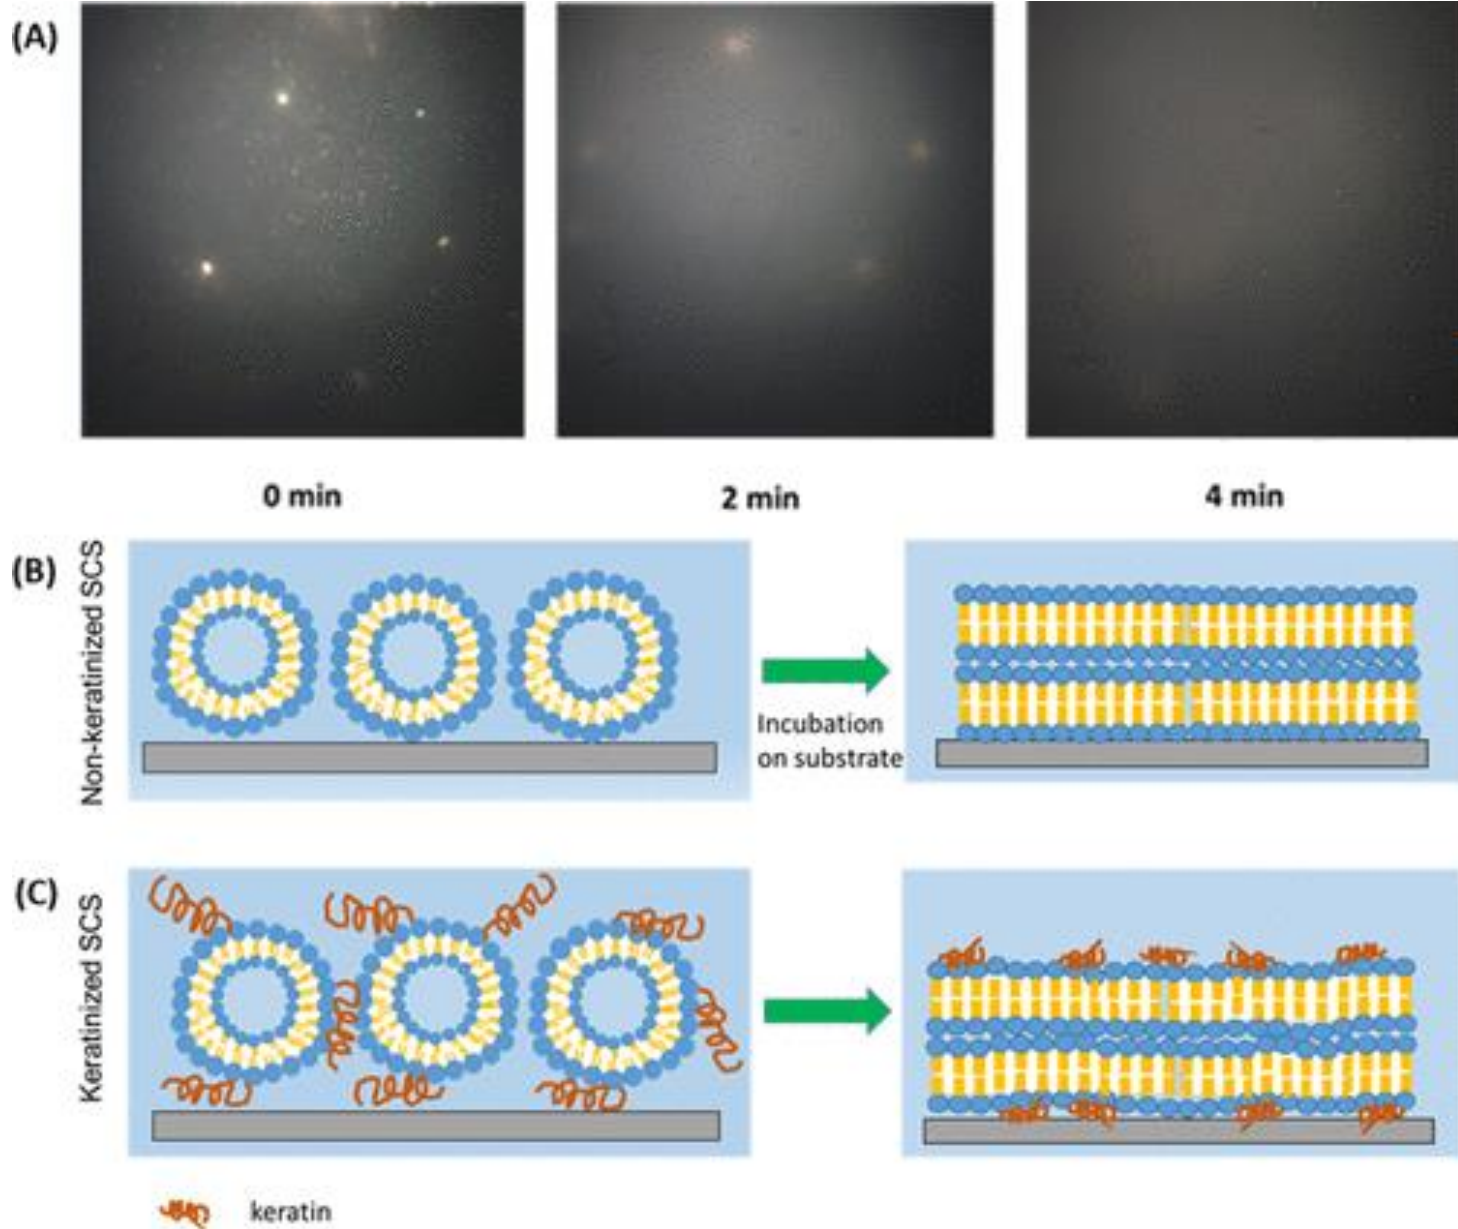 (A)
0 min
2 min
4 min
(B)
Non-keratinized SCS
Incubation
on substrate
(C)
Keratinized SCS
keratin